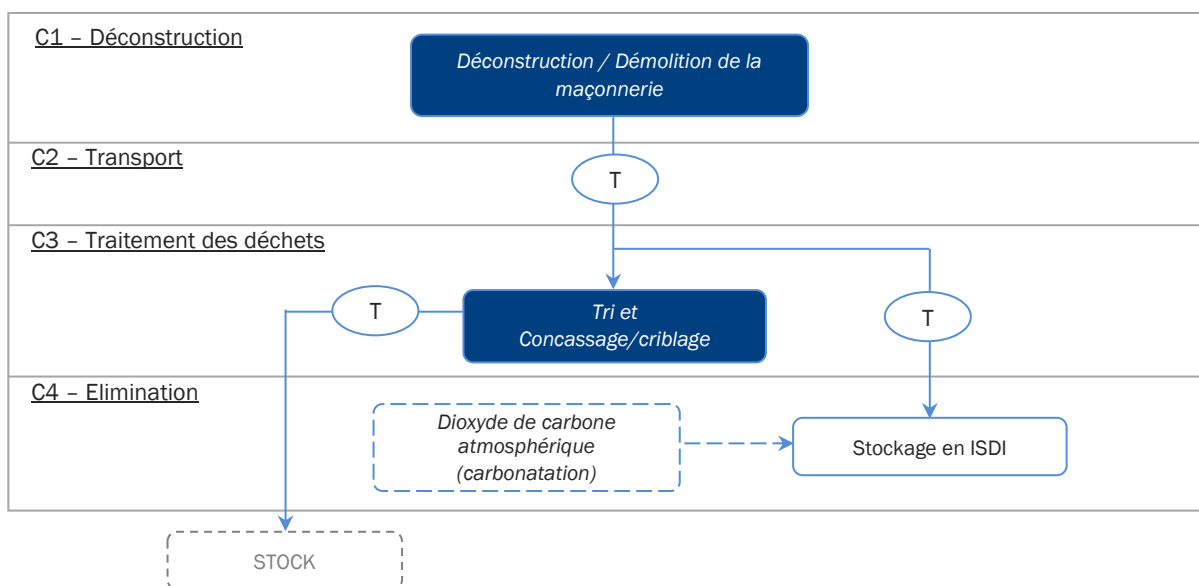 C1 – Déconstruction
Déconstruction / Démolition de la
maçonnerie
C2 – Transport
T
C3 – Traitement des déchets
T
Tri et
Concassage/criblage
T
C4 – Elimination
Dioxyde de carbone
atmosphérique
(carbonatation)
Stockage en ISDI
STOCK